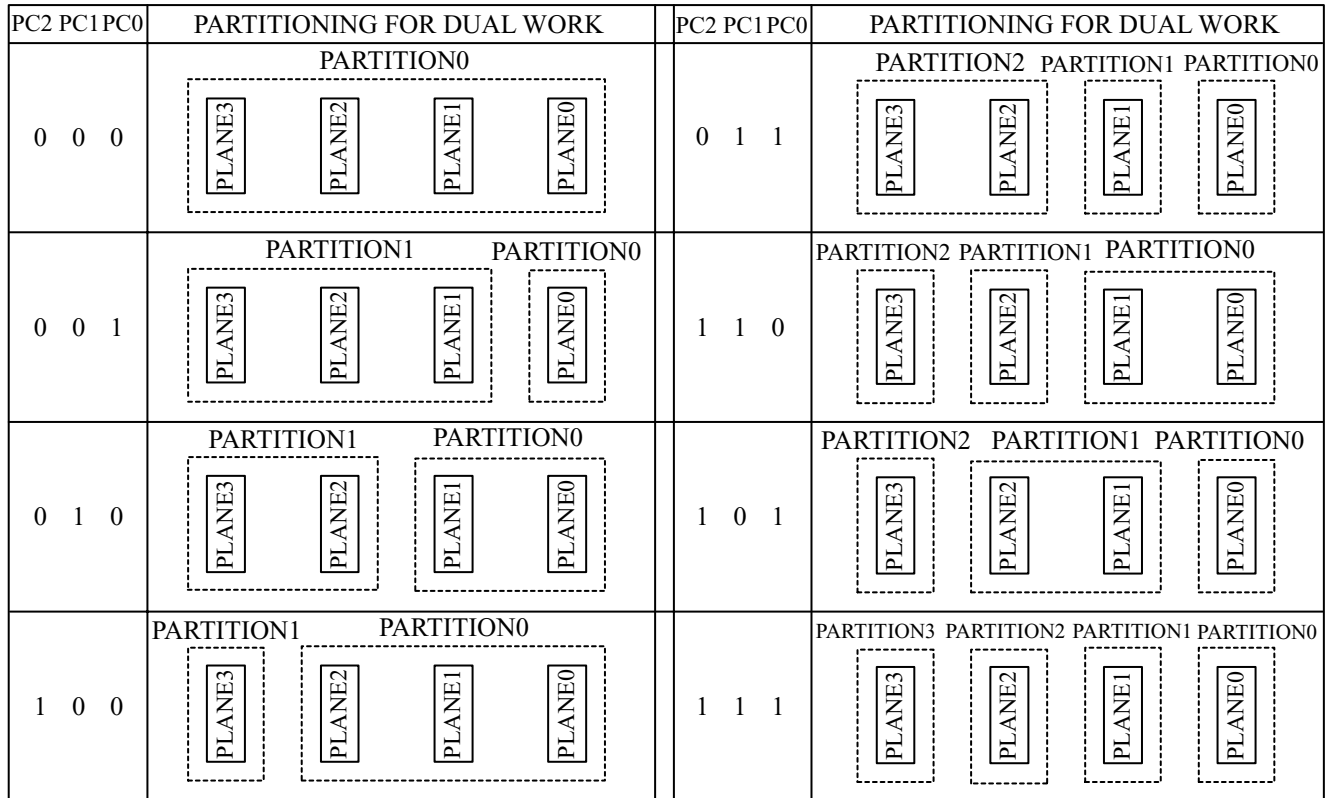 PC2 PC1PC0 PARTITIONING FOR DUAL WORK PC2 PC1PC0 PARTITIONING FOR DUAL WORK
PARTITION0
0 0 0
PLANE3 PLANE2 PLANE1 PLANE0
PARTITION2 PARTITION1 PARTITION0
0 1 1
PLANE3 PLANE2 PLANE1 PLANE0
PARTITION1 PARTITION0
0 0 1
PLANE3 PLANE2 PLANE1 PLANE0
PARTITION2 PARTITION1 PARTITION0
1 1 0
PLANE3 PLANE2 PLANE1 PLANE0
PARTITION1 PARTITION0
0 1 0
PLANE3 PLANE2 PLANE1 PLANE0
PARTITION2 PARTITION1 PARTITION0
1 0 1
PLANE3 PLANE2 PLANE1 PLANE0
PARTITION1 PARTITION0
1 0 0
PLANE3 PLANE2 PLANE1 PLANE0
PARTITION3 PARTITION2 PARTITION1 PARTITION0
1 1 1
PLANE3 PLANE2 PLANE1 PLANE0